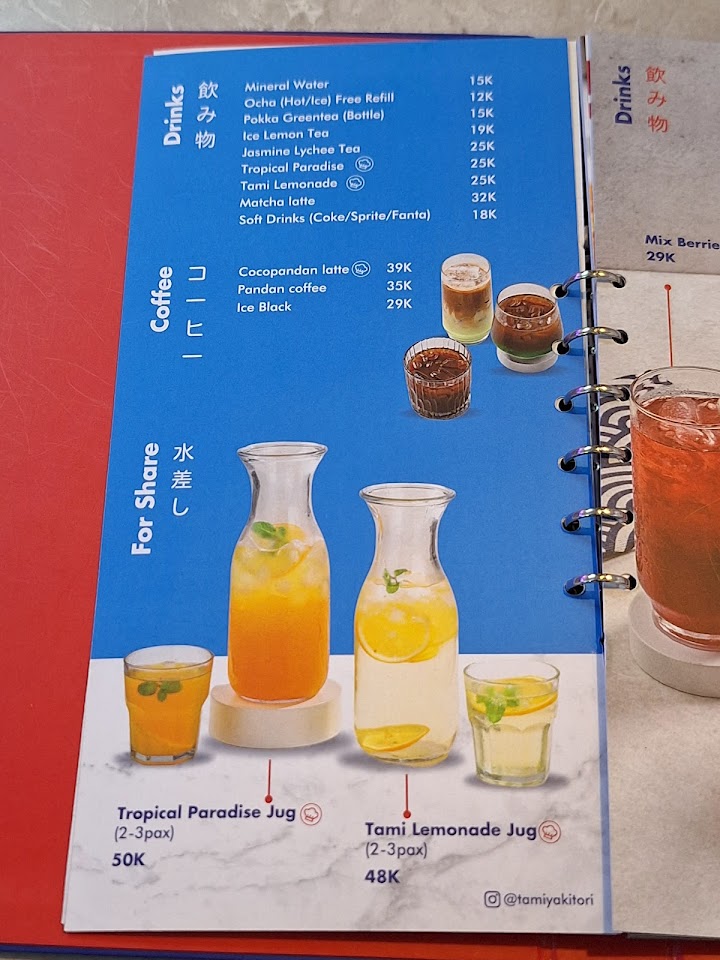 Drinks
飲み物
Mineral Water 15K
Ocha (Hot/Ice) Free Refill 12K
Pokka Greentea (Bottle) 15K
Ice Lemon Tea 19K
Jasmine Lychee Tea 25K
Tropical Paradise 25K
Tami Lemonade 25K
Matcha latte 32K
Soft Drinks (Coke/Sprite/Fanta) 18K
Coffee
コーヒー
Cocopandan latte 39K
Pandan coffee 35K
Ice Black 29K
For Share
水差し
Tropical Paradise Jug
(2-3pax)
50K
Tami Lemonade Jug
(2-3pax)
48K
@tamiyakitori
Drinks
飲み物
Mix Berrie
29K